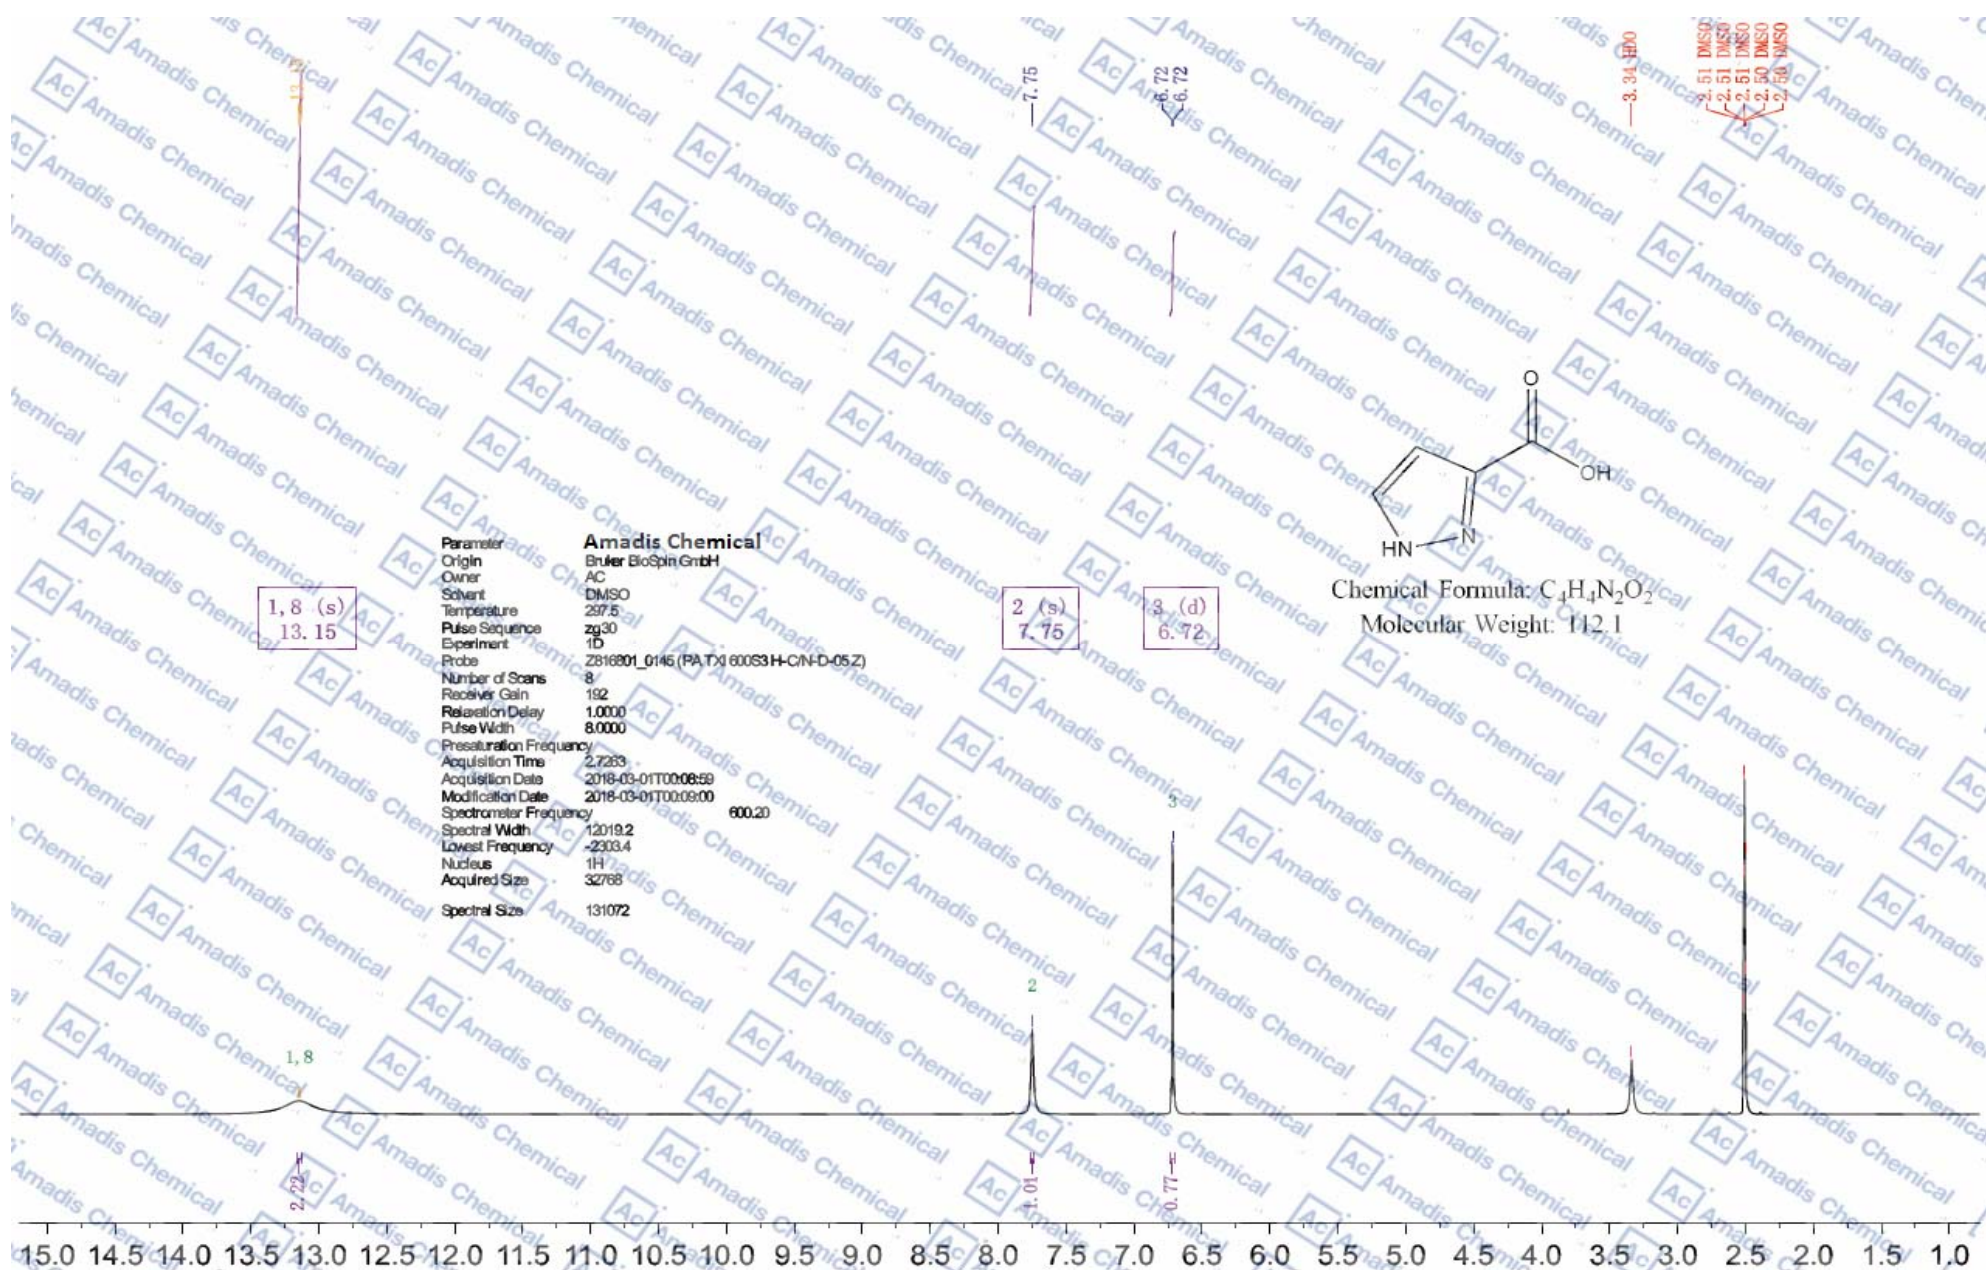 13.15
7.75
6.72
6.72
3.34 HDO
2.51 DMSO
2.51 DMSO
2.51 DMSO
2.50 DMSO
2.50 DMSO
O
OH
N
HN
Chemical Formula: C₄H₄N₂O₂
Molecular Weight: 112.1
Parameter Amadis Chemical
Origin Bruker BioSpin GmbH
Owner AC
Solvent DMSO
Temperature 297.5
Pulse Sequence zg30
Experiment 1D
Probe Z816801_0145 (PA TXI 600S3 H-C/N-D-05 Z)
Number of Scans 8
Receiver Gain 192
Relaxation Delay 1.0000
Pulse Width 8.0000
Presaturation Frequency
Acquisition Time 2.7263
Acquisition Date 2018-03-01T00:08:59
Modification Date 2018-03-01T00:09:00
Spectrometer Frequency 600.20
Spectral Width 12019.2
Lowest Frequency -2303.4
Nucleus 1H
Acquired Size 32768
Spectral Size 131072
1,8 (s)
13.15
2 (s)
7.75
3 (d)
6.72
1,8
2
3
2.22
1.01
0.77
15.0 14.5 14.0 13.5 13.0 12.5 12.0 11.5 11.0 10.5 10.0 9.5 9.0 8.5 8.0 7.5 7.0 6.5 6.0 5.5 5.0 4.5 4.0 3.5 3.0 2.5 2.0 1.5 1.0
Ac Amadis Chemical